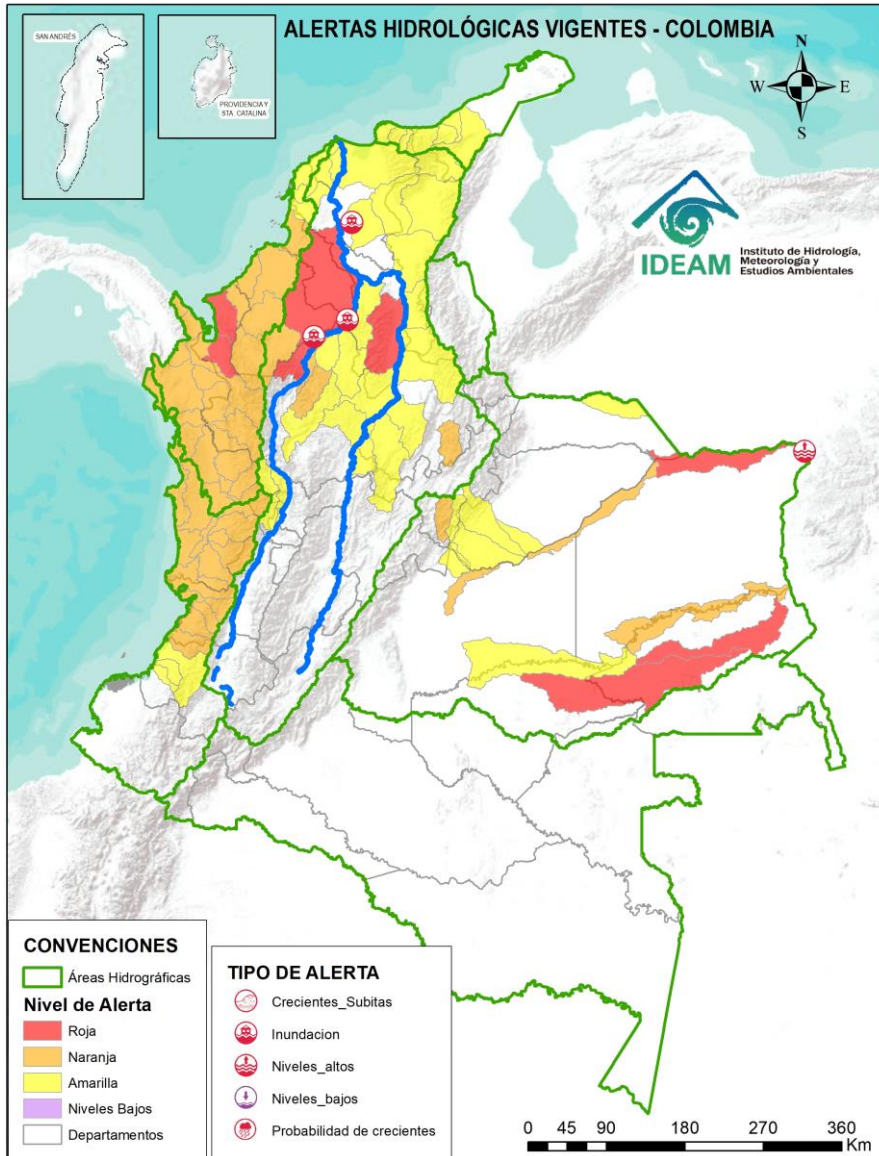 ALERTAS HIDROLÓGICAS VIGENTES - COLOMBIA
SAN ANDRÉS
PROVIDENCIA Y
STA. CATALINA
N
W E
S
IDEAM
Instituto de Hidrología,
Meteorología y
Estudios Ambientales
CONVENCIONES
Áreas Hidrográficas
Nivel de Alerta
Roja
Naranja
Amarilla
Niveles Bajos
Departamentos
TIPO DE ALERTA
Crecientes_Subitas
Inundacion
Niveles_altos
Niveles_bajos
Probabilidad de crecientes
0 45 90 180 270 360
Km